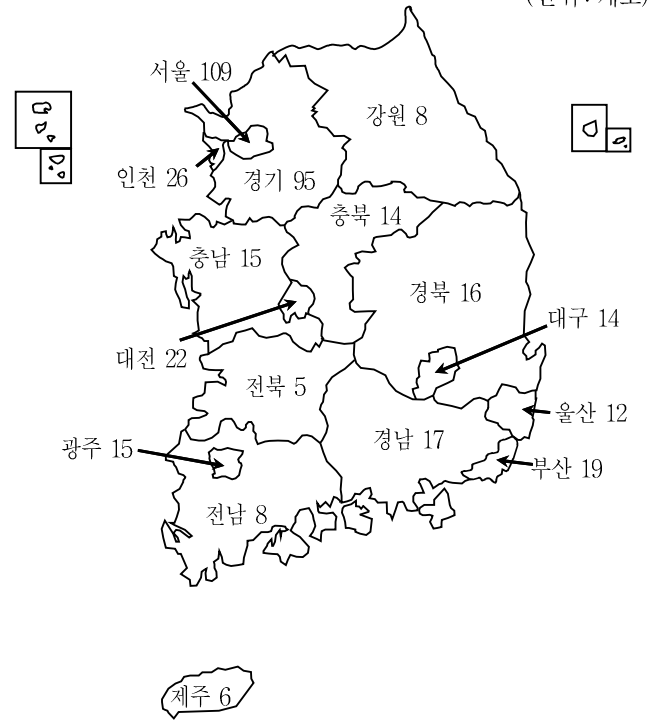 서울 109
강원 8
인천 26
경기 95
충북 14
충남 15
경북 16
대구 14
대전 22
전북 5
울산 12
경남 17
광주 15
부산 19
전남 8
제주 6